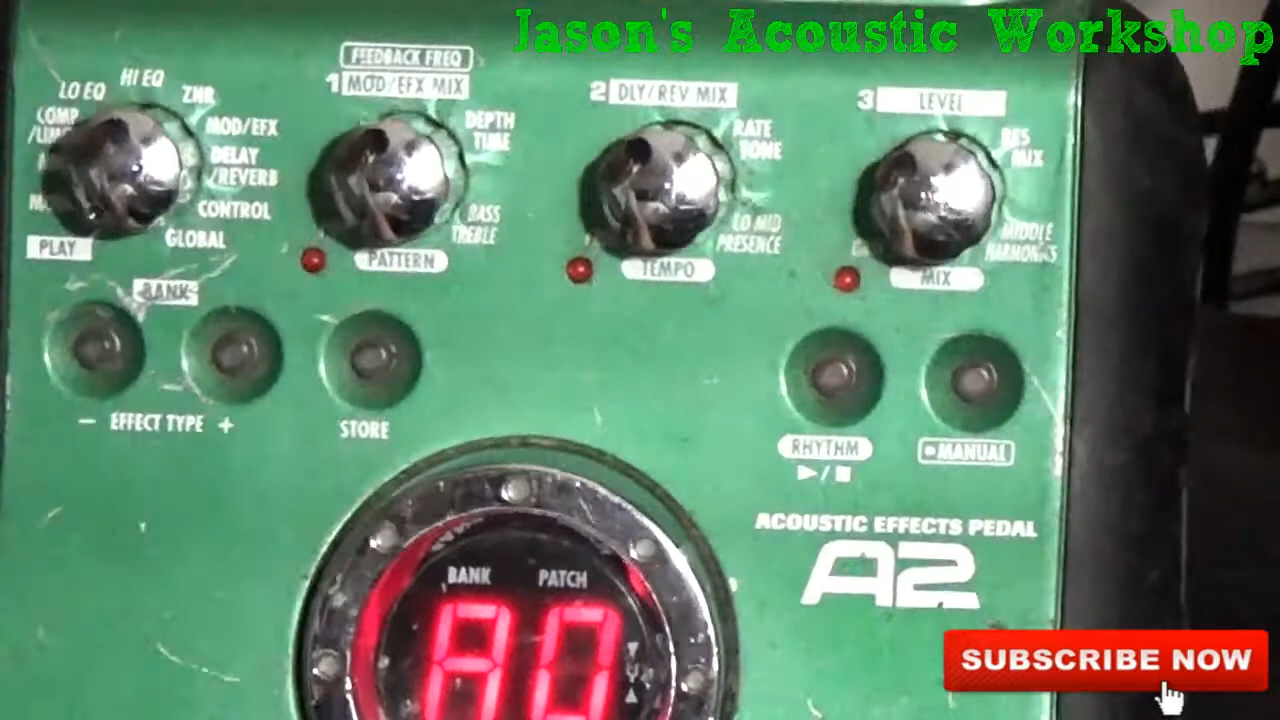 Jason's Acoustic Workshop
FEEDBACK FREQ
1 MOD/EFX MIX
2 DLY/REV MIX
3 LEVEL
LO EQ
HI EQ
ZNR
COMP
MOD/EFX
DELAY
/REVERB
CONTROL
GLOBAL
PLAY
DEPTH
TIME
BASS
TREBLE
PATTERN
RATE
TONE
LO MID
PRESENCE
TEMPO
RES
MIX
MIDDLE
HARMONICS
MIX
BANK
- EFFECT TYPE +
STORE
RHYTHM
MANUAL
ACOUSTIC EFFECTS PEDAL
A2
BANK PATCH
A0
SUBSCRIBE NOW